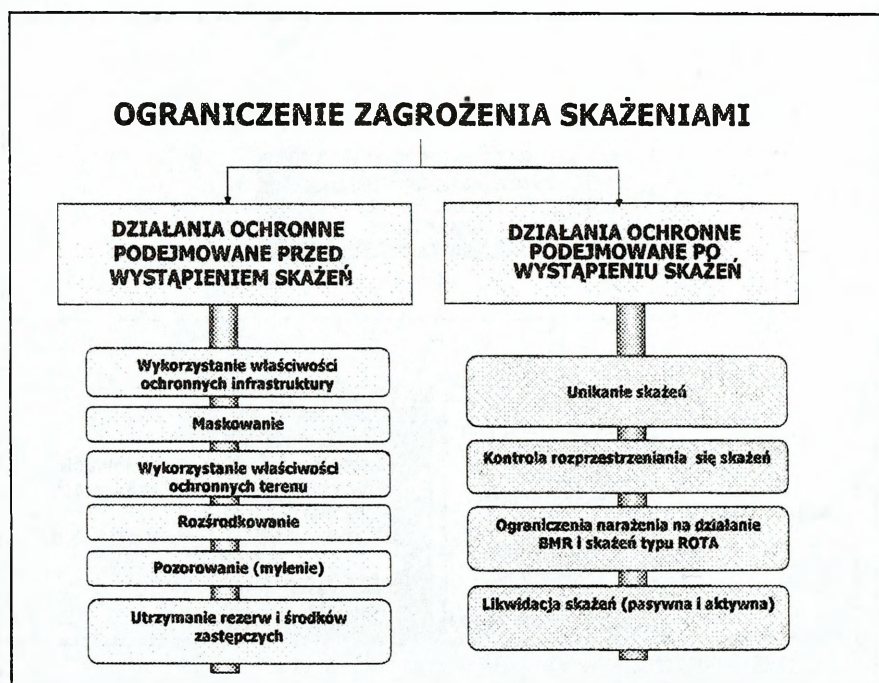 OGRANICZENIE ZAGROŻENIA SKAŻENIAMI
DZIAŁANIA OCHRONNE
PODEJMOWANE PRZED
WYSTĄPIENIEM SKAŻEŃ
Wykorzystanie właściwości
ochronnych infrastruktury
Maskowanie
Wykorzystanie właściwości
ochronnych terenu
Rozśrodkowanie
Pozorowanie (mylenie)
Utrzymanie rezerw i środków
zastępczych
DZIAŁANIA OCHRONNE
PODEJMOWANE PO
WYSTĄPIENIU SKAŻEŃ
Unikanie skażeń
Kontrola rozprzestrzeniania się skażeń
Ograniczenia narażenia na działanie
BMR i skażeń typu ROTA
Likwidacja skażeń (pasywna i aktywna)